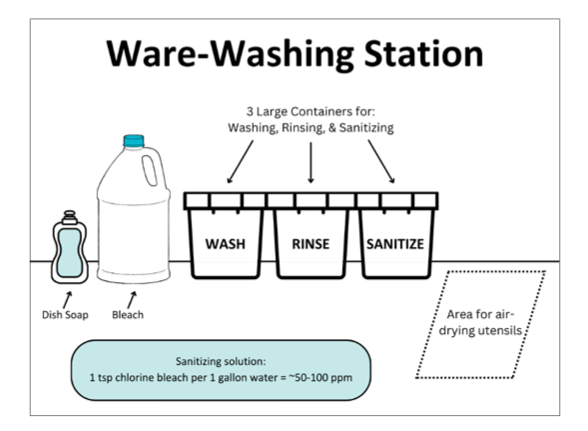 Ware-Washing Station
3 Large Containers for:
Washing, Rinsing, & Sanitizing
WASH
RINSE
SANITIZE
Dish Soap
Bleach
Area for air-
drying utensils
Sanitizing solution:
1 tsp chlorine bleach per 1 gallon water = ~50-100 ppm